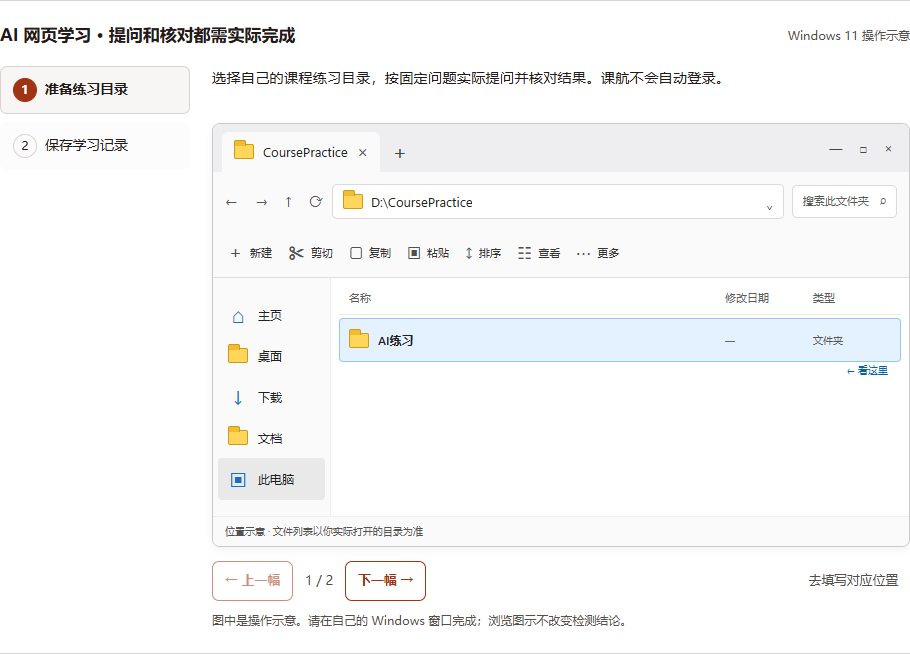 AI 网页学习 • 提问和核对都需实际完成
Windows 11 操作示意
1 准备练习目录
2 保存学习记录
选择自己的课程练习目录，按固定问题实际提问并核对结果。课航不会自动登录。
CoursePractice × +
— □ ×
← → ↑ ⟳ D:\CoursePractice ⌄ 搜索此文件夹 ⌕
+ 新建 ✂ 剪切 ▢ 复制 ▣ 粘贴 ↕ 排序 ☷ 查看 ⋯ 更多
主页
桌面
↓ 下载
文档
此电脑
名称 修改日期 类型
AI练习 — 文件夹
← 看这里
位置示意 · 文件列表以你实际打开的目录为准
← 上一幅 1 / 2 下一幅 → 去填写对应位置
图中是操作示意。请在自己的 Windows 窗口完成；浏览图示不改变检测结论。